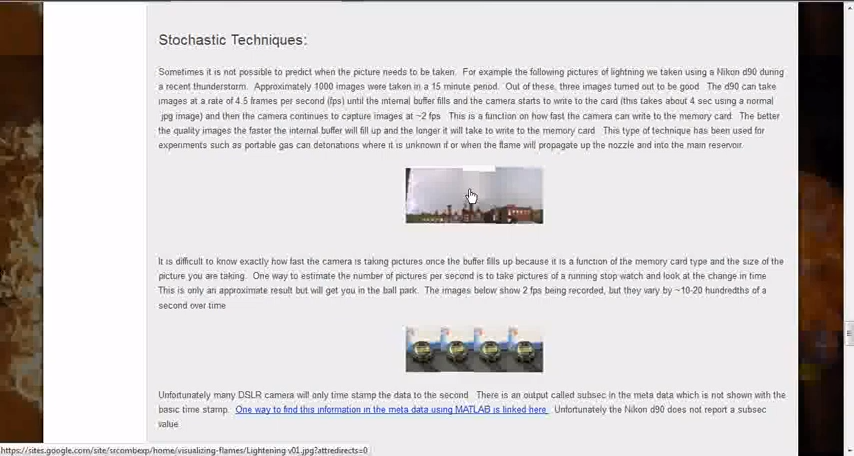 Stochastic Techniques:
Sometimes it is not possible to predict when the picture needs to be taken. For example the following pictures of lightning we taken using a Nikon d90 during
a recent thunderstorm. Approximately 1000 images were taken in a 15 minute period. Out of these, three images turned out to be good. The d90 can take
images at a rate of 4.5 frames per second (fps) until the internal buffer fills and the camera starts to write to the card (this takes about 4 sec using a normal
jpg image) and then the camera continues to capture images at ~2 fps. This is a function on how fast the camera can write to the memory card. The better
the quality images the faster the internal buffer will fill up and the longer it will take to write to the memory card. This type of technique has been used for
experiments such as portable gas can detonations where it is unknown if or when the flame will propagate up the nozzle and into the main reservoir.
It is difficult to know exactly how fast the camera is taking pictures once the buffer fills up because it is a function of the memory card type and the size of the
picture you are taking. One way to estimate the number of pictures per second is to take pictures of a running stop watch and look at the change in time
This is only an approximate result but will get you in the ball park. The images below show 2 fps being recorded, but they vary by ~10-20 hundredths of a
second over time
Unfortunately many DSLR camera will only time stamp the data to the second. There is an output called subsec in the meta data which is not shown with the
basic time stamp. One way to find this information in the meta data using MATLAB is linked here. Unfortunately the Nikon d90 does not report a subsec
value
https://sites.google.com/site/srcombexp/home/visualizing-flames/Lightening v01.jpg?attredirects=0